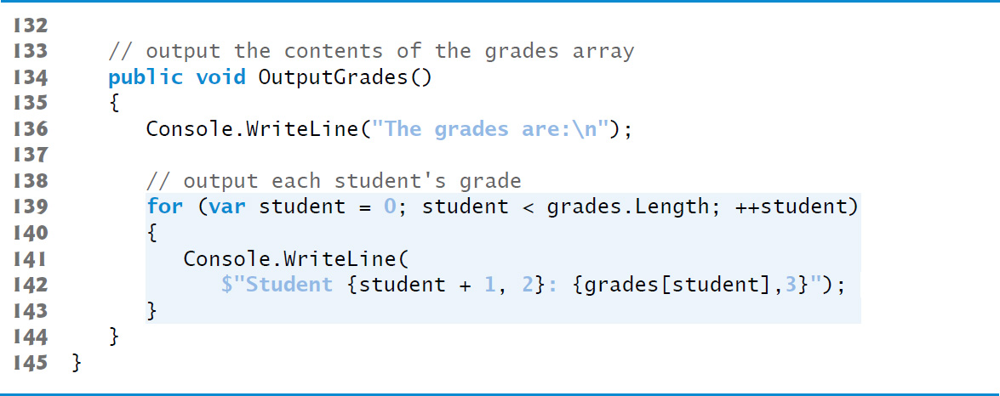 132
133 // output the contents of the grades array
134 public void OutputGrades()
135 {
136 Console.WriteLine("The grades are:\n");
137
138 // output each student's grade
139 for (var student = 0; student < grades.Length; ++student)
140 {
141 Console.WriteLine(
142 $"Student {student + 1, 2}: {grades[student],3}");
143 }
144 }
145 }